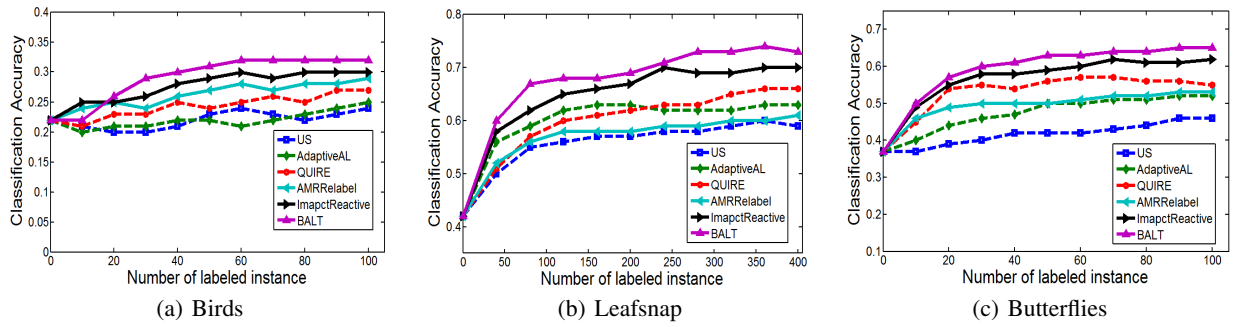 Classification Accuracy
0.4
0.35
0.3
0.25
0.2
0.15
0.1
0.05
0
0 20 40 60 80 100
Number of labeled instance
US
AdaptiveAL
QUIRE
AMRRelabel
ImapctReactive
BALT
(a) Birds
Classification Accuracy
0.8
0.7
0.6
0.5
0.4
0 50 100 150 200 250 300 350 400
Number of labeled instance
US
AdaptiveAL
QUIRE
AMRRelabel
ImapctReactive
BALT
(b) Leafsnap
Classification Accuracy
0.7
0.6
0.5
0.4
0.3
0.2
0.1
0 20 40 60 80 100
Number of labeled instance
US
AdaptiveAL
QUIRE
AMRRelabel
ImapctReactive
BALT
(c) Butterflies